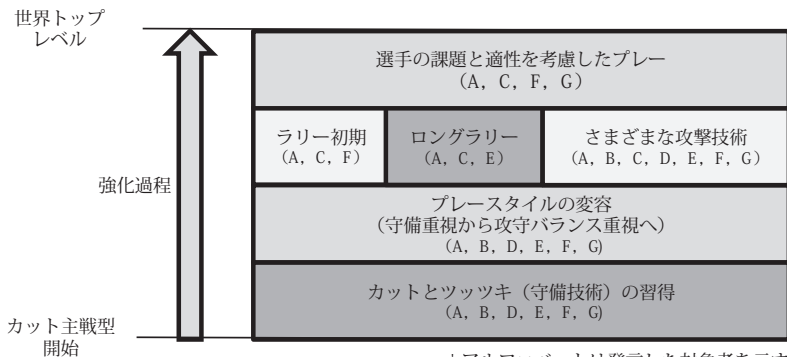 世界トップ
レベル
選手の課題と適性を考慮したプレー
(A, C, F, G)
ラリー初期
(A, C, F)
ロングラリー
(A, C, E)
さまざまな攻撃技術
(A, B, C, D, E, F, G)
強化過程
プレースタイルの変容
(守備重視から攻守バランス重視へ)
(A, B, D, E, F, G)
カットとツッツキ（守備技術）の習得
(A, B, D, E, F, G)
カット主戦型
開始